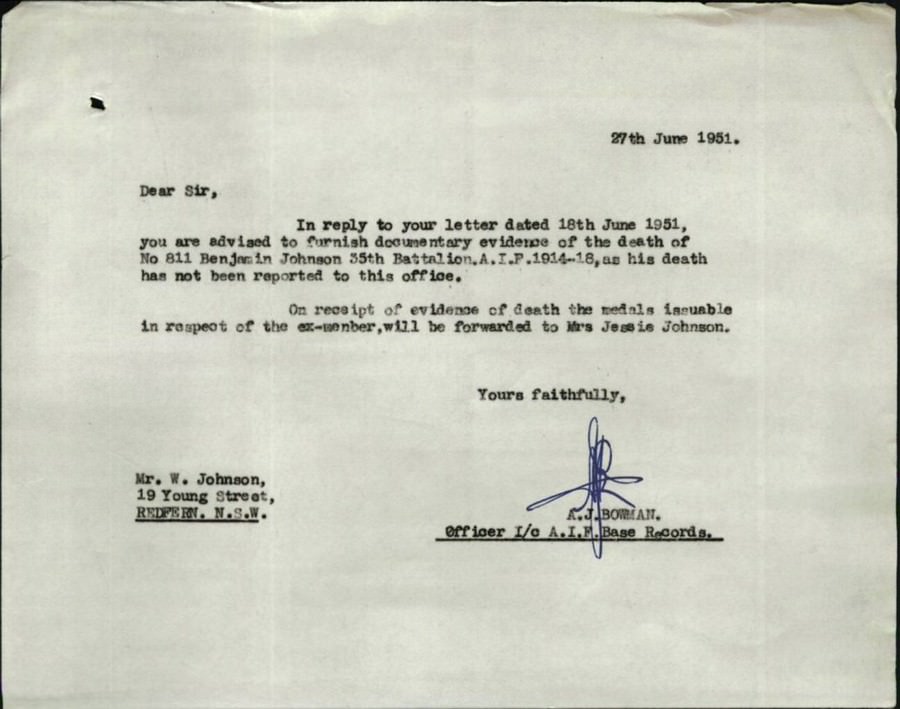 27th June 1951.
Dear Sir,
In reply to your letter dated 18th June 1951,
you are advised to furnish documentary evidence of the death of
No 811 Benjamin Johnson 35th Battalion.A.I.F.1914-18,as his death
has not been reported to this office.
On receipt of evidence of death the medals issuable
in respect of the ex-member,will be forwarded to Mrs Jessie Johnson.
Yours faithfully,
Mr. W. Johnson,
19 Young Street,
REDFERN. N.S.W.
A.J.BOWMAN.
Officer I/c A.I.F.Base Records.